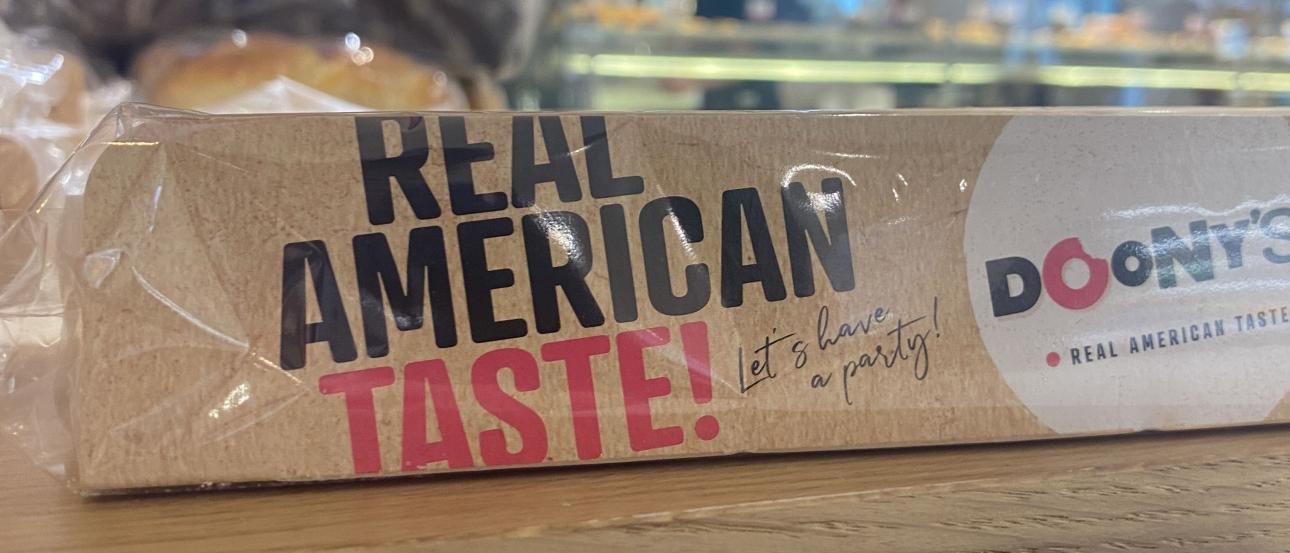 REAL
AMERICAN
TASTE!
Let's have
a party!
DOONY'S
REAL AMERICAN TASTE